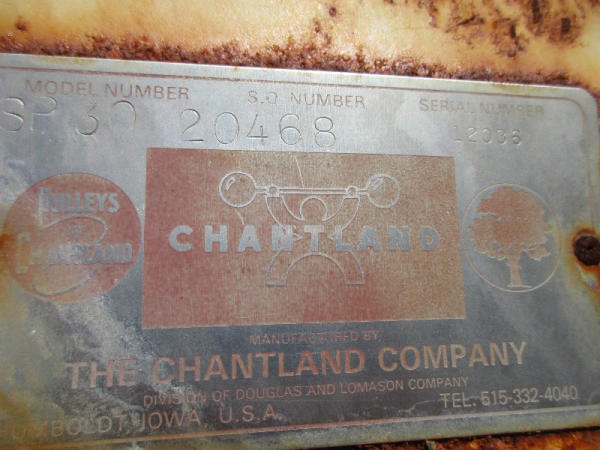 MODEL NUMBER S.O. NUMBER SERIAL NUMBER
SP 30 20468 12036
PULLEYS
BY
CHANTLAND
CHANTLAND
MANUFACTURED BY
THE CHANTLAND COMPANY
DIVISION OF DOUGLAS AND LOMASON COMPANY
HUMBOLDT, IOWA, U.S.A. TEL. 515-332-4040